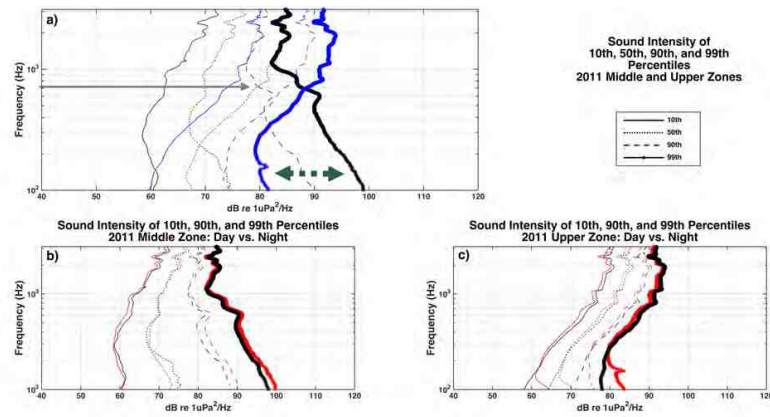 a)
Frequency (Hz)
10³
10²
40 50 60 70 80 90 100 110 120
dB re 1uPa²/Hz
Sound Intensity of
10th, 50th, 90th, and 99th
Percentiles
2011 Middle and Upper Zones
10th
50th
90th
99th
Sound Intensity of 10th, 90th, and 99th Percentiles
2011 Middle Zone: Day vs. Night
b)
Frequency (Hz)
10³
10²
40 50 60 70 80 90 100 110 120
dB re 1uPa²/Hz
Sound Intensity of 10th, 90th, and 99th Percentiles
2011 Upper Zone: Day vs. Night
c)
Frequency (Hz)
10³
10²
40 50 60 70 80 90 100 110 120
dB re 1uPa²/Hz